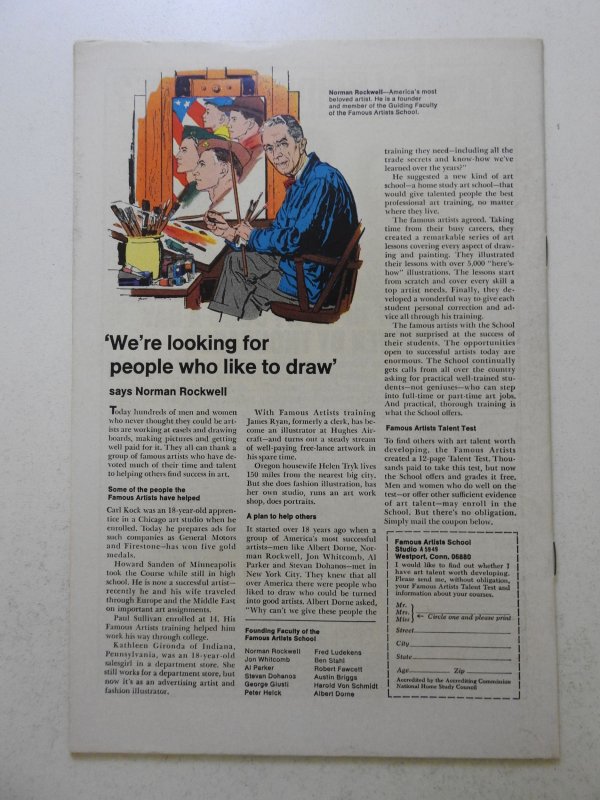 Norman Rockwell—America's most
beloved artist. He is a founder
and member of the Guiding Faculty
of the Famous Artists School.
'We're looking for
people who like to draw'
says Norman Rockwell
Today hundreds of men and women
who never thought they could be art-
ists are working at easels and drawing
boards, making pictures and getting
well paid for it. They all can thank a
group of famous artists who have de-
voted much of their time and talent
to helping others find success in art.
Some of the people the
Famous Artists have helped
Carl Kock was an 18-year-old appren-
tice in a Chicago art studio when he
enrolled. Today he prepares ads for
such companies as General Motors
and Firestone—has won five gold
medals.
Howard Sanden of Minneapolis
took the Course while still in high
school. He is now a successful artist—
recently he and his wife traveled
through Europe and the Middle East
on important art assignments.
Paul Sullivan enrolled at 14. His
Famous Artists training helped him
work his way through college.
Kathleen Gironda of Indiana,
Pennsylvania, was an 18-year-old
salesgirl in a department store. She
still works for a department store, but
now it's as an advertising artist and
fashion illustrator.
With Famous Artists training
James Ryan, formerly a clerk, has be-
come an illustrator at Hughes Air-
craft—and turns out a steady stream
of well-paying free-lance artwork in
his spare time.
Oregon housewife Helen Tryk lives
150 miles from the nearest big city.
But she does fashion illustration, has
her own studio, runs an art work
shop, does portraits.
A plan to help others
It started over 18 years ago when a
group of America's most successful
artists—men like Albert Dorne, Nor-
man Rockwell, Jon Whitcomb, Al
Parker and Stevan Dohanos—met in
New York City. They knew that all
over America there were people who
liked to draw who could be turned
into good artists. Albert Dorne asked,
"Why can't we give these people the
Founding Faculty of the
Famous Artists School
Norman Rockwell
Jon Whitcomb
Al Parker
Stevan Dohanos
George Giusti
Peter Helck
Fred Ludekens
Ben Stahl
Robert Fawcett
Austin Briggs
Harold Von Schmidt
Albert Dorne
training they need—including all the
trade secrets and know-how we've
learned over the years?"
He suggested a new kind of art
school—a home study art school—that
would give talented people the best
professional art training, no matter
where they live.
The famous artists agreed. Taking
time from their busy careers, they
created a remarkable series of art
lessons covering every aspect of draw-
ing and painting. They illustrated
their lessons with over 5,000 "here's-
how" illustrations. The lessons start
from scratch and cover every skill a
top artist needs. Finally, they de-
veloped a wonderful way to give each
student personal correction and ad-
vice all through his training.
The famous artists with the School
are not surprised at the success of
their students. The opportunities
open to successful artists today are
enormous. The School continually
gets calls from all over the country
asking for practical well-trained stu-
dents—not geniuses—who can step
into full-time or part-time art jobs.
And practical, thorough training is
what the School offers.
Famous Artists Talent Test
To find others with art talent worth
developing, the Famous Artists
created a 12-page Talent Test. Thou-
sands paid to take this test, but now
the School offers and grades it free.
Men and women who do well on the
test—or offer other sufficient evidence
of art talent—may enroll in the
School. But there's no obligation.
Simply mail the coupon below.
Famous Artists School
Studio A5849
Westport, Conn. 06880
I would like to find out whether I
have art talent worth developing.
Please send me, without obligation,
your Famous Artists Talent Test and
information about your courses.
Mr.
Mrs.
Miss
← Circle one and please print
Street
City
State
Age Zip
Accredited by the Accrediting Commission
National Home Study Council